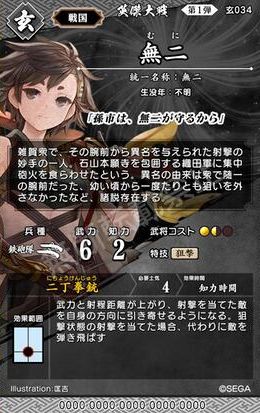 玄
戦国
英傑大戦
第1弾
玄034
むに
無二
統一名称：無二
生没年：不明
「孫市は、無二が守るから」
雑賀衆で、その腕前から異名を与えられた射撃の
妙手の一人。石山本願寺を包囲する織田軍に集中
砲火を食らわせたという。異名の由来は衆で随一
の腕前だった、幼い頃から一度たりとも狙いを外
さなかったなど、諸説存在する。
兵種
武力
知力
武将コスト
鉄砲隊
6
2
特技
狙撃
にちょうけんじゅう
必要士気
効果時間
二丁拳銃
4
知力時間
効果範囲
武力と射程距離が上がり、射撃を当てた敵
を自身の方向に引き寄せるようになる。狙
撃状態の射撃を当てた場合、代わりに敵を
弾き飛ばす
Illustration:匡吉
©SEGA
0000-0000-0000-0000-0000